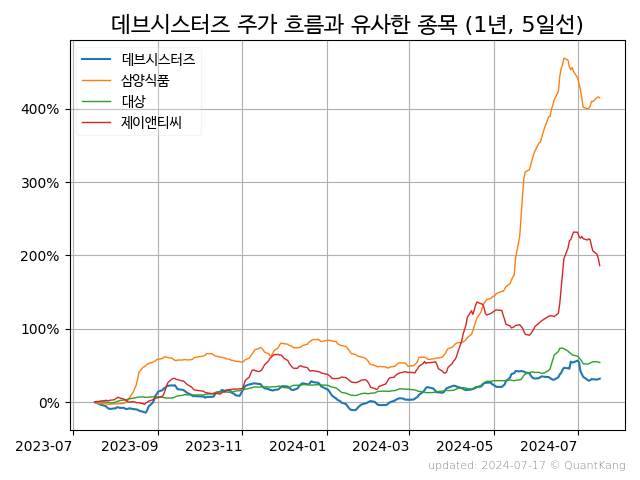 데브시스터즈 주가 흐름과 유사한 종목 (1년, 5일선)
데브시스터즈
삼양식품
대상
제이앤티씨
400%
300%
200%
100%
0%
2023-07 2023-09 2023-11 2024-01 2024-03 2024-05 2024-07
updated: 2024-07-17 © QuantKang